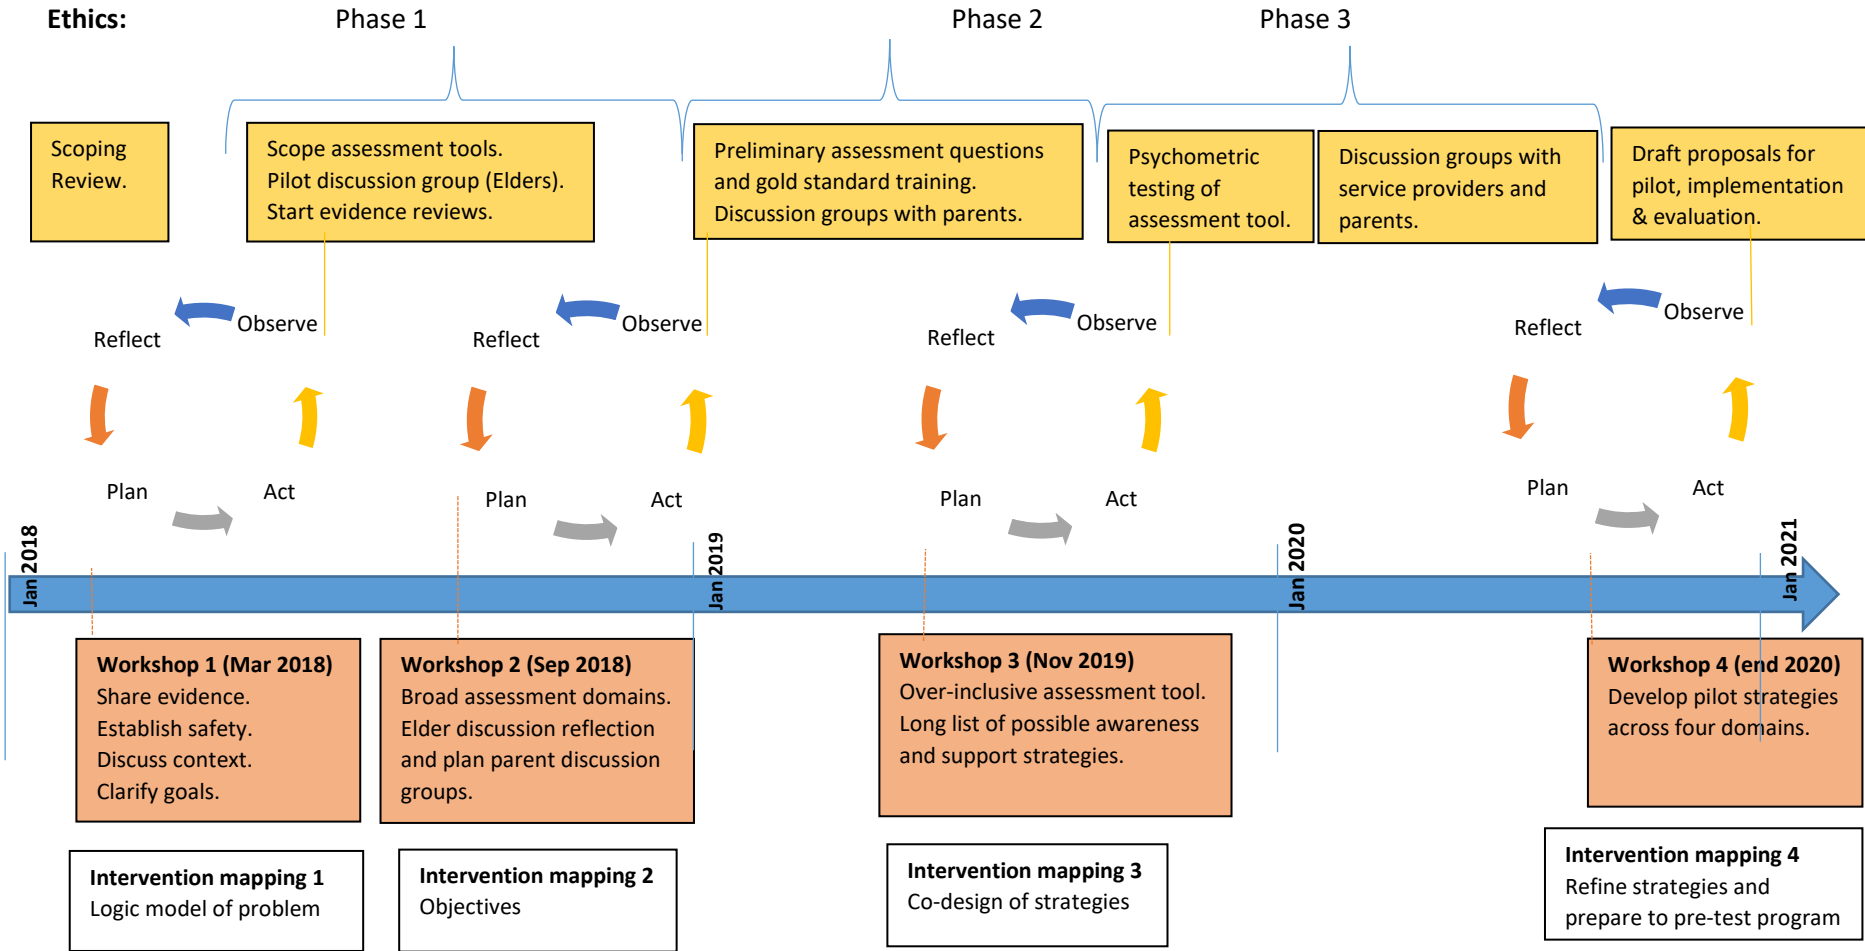 Ethics:
Phase 1
Phase 2
Phase 3
Scoping
Review.
Scope assessment tools.
Pilot discussion group (Elders).
Start evidence reviews.
Preliminary assessment questions
and gold standard training.
Discussion groups with parents.
Psychometric
testing of
assessment tool.
Discussion groups with
service providers and
parents.
Draft proposals for
pilot, implementation
& evaluation.
Observe
Reflect
Plan
Act
Observe
Reflect
Plan
Act
Observe
Reflect
Plan
Act
Observe
Reflect
Plan
Act
Jan 2018
Jan 2019
Jan 2020
Jan 2021
Workshop 1 (Mar 2018)
Share evidence.
Establish safety.
Discuss context.
Clarify goals.
Workshop 2 (Sep 2018)
Broad assessment domains.
Elder discussion reflection
and plan parent discussion
groups.
Workshop 3 (Nov 2019)
Over-inclusive assessment tool.
Long list of possible awareness
and support strategies.
Workshop 4 (end 2020)
Develop pilot strategies
across four domains.
Intervention mapping 1
Logic model of problem
Intervention mapping 2
Objectives
Intervention mapping 3
Co-design of strategies
Intervention mapping 4
Refine strategies and
prepare to pre-test program